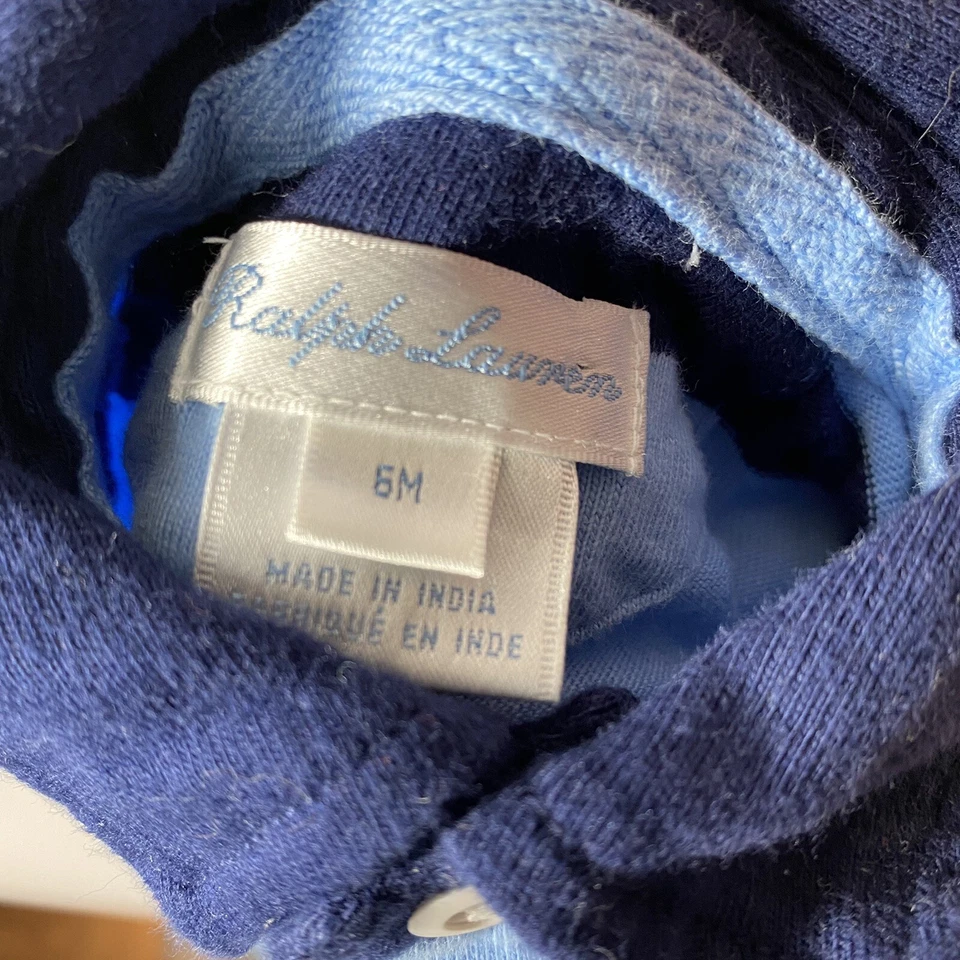 Ralph Lauren
6M
MADE IN INDIA
FABRIQUÉ EN INDE